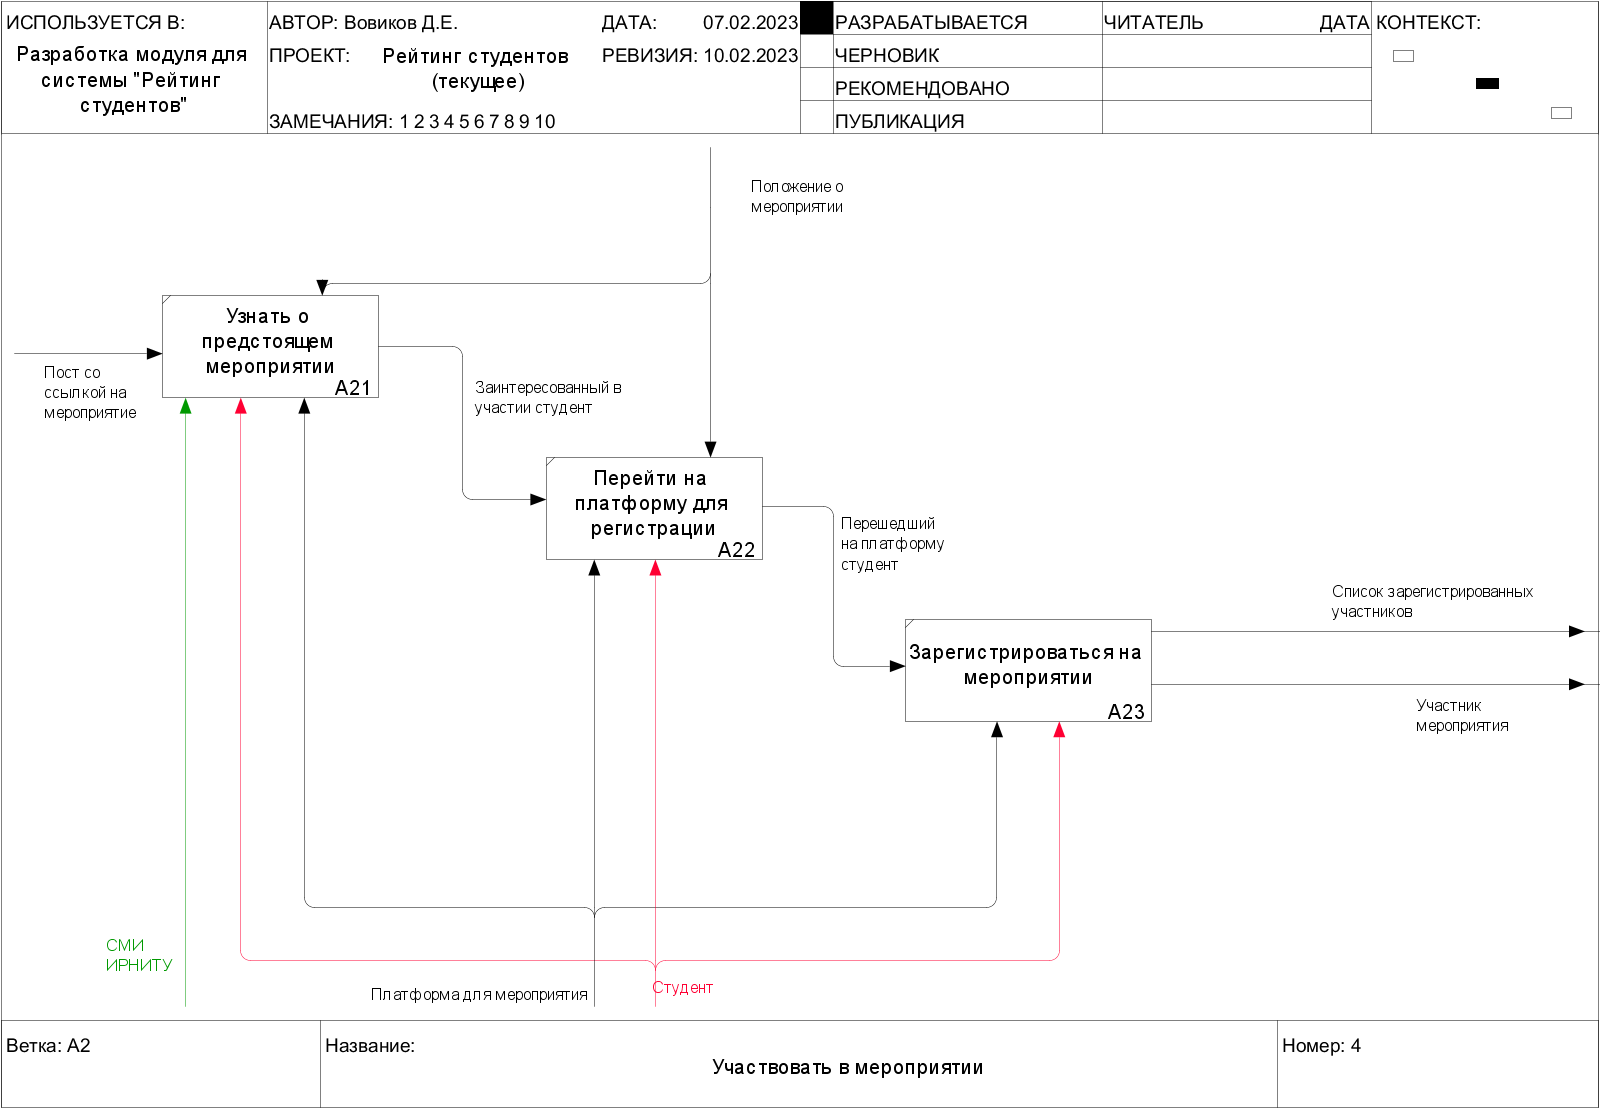 ИСПОЛЬЗУЕТСЯ В:
Разработка модуля для
системы "Рейтинг
студентов"
АВТОР: Вовиков Д.Е.
ДАТА: 07.02.2023
ПРОЕКТ: Рейтинг студентов
(текущее)
РЕВИЗИЯ: 10.02.2023
ЗАМЕЧАНИЯ: 1 2 3 4 5 6 7 8 9 10
РАЗРАБАТЫВАЕТСЯ
ЧЕРНОВИК
РЕКОМЕНДОВАНО
ПУБЛИКАЦИЯ
ЧИТАТЕЛЬ ДАТА
КОНТЕКСТ:
Положение о
мероприятии
Узнать о
предстоящем
мероприятии
A21
Пост со
ссылкой на
мероприятие
Заинтересованный в
участии студент
Перейти на
платформу для
регистрации
A22
Перешедший
на платформу
студент
Список зарегистрированных
участников
Зарегистрироваться на
мероприятии
A23
Участник
мероприятия
СМИ
ИРНИТУ
Платформа для мероприятия
Студент
Ветка: A2
Название:
Участвовать в мероприятии
Номер: 4